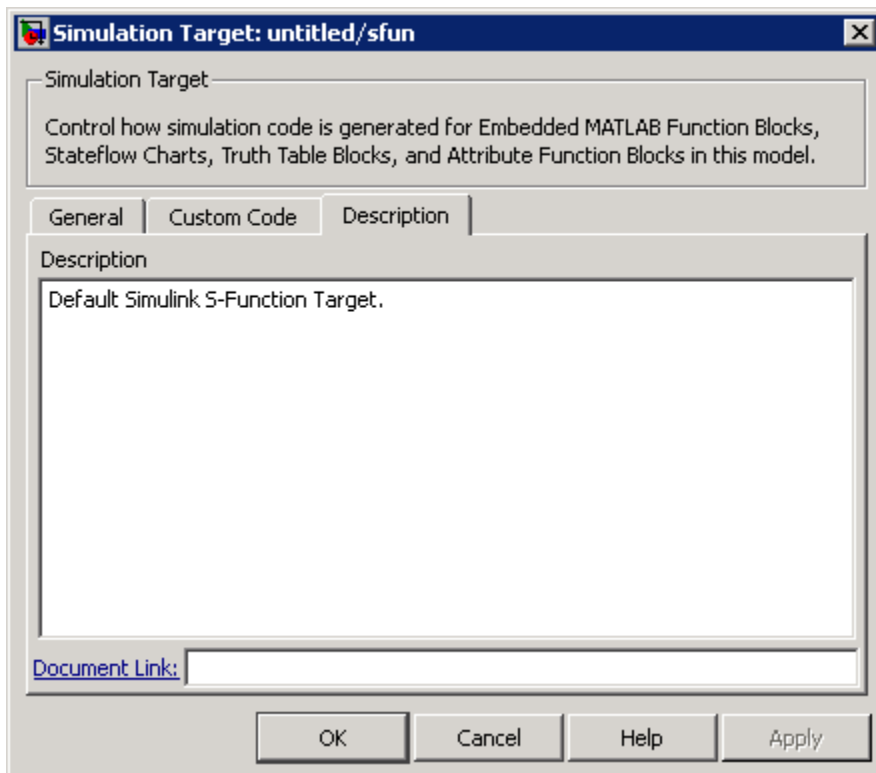 Simulation Target: untitled/sfun
Simulation Target
Control how simulation code is generated for Embedded MATLAB Function Blocks,
Stateflow Charts, Truth Table Blocks, and Attribute Function Blocks in this model.
General
Custom Code
Description
Description
Default Simulink S-Function Target.
Document Link:
OK
Cancel
Help
Apply